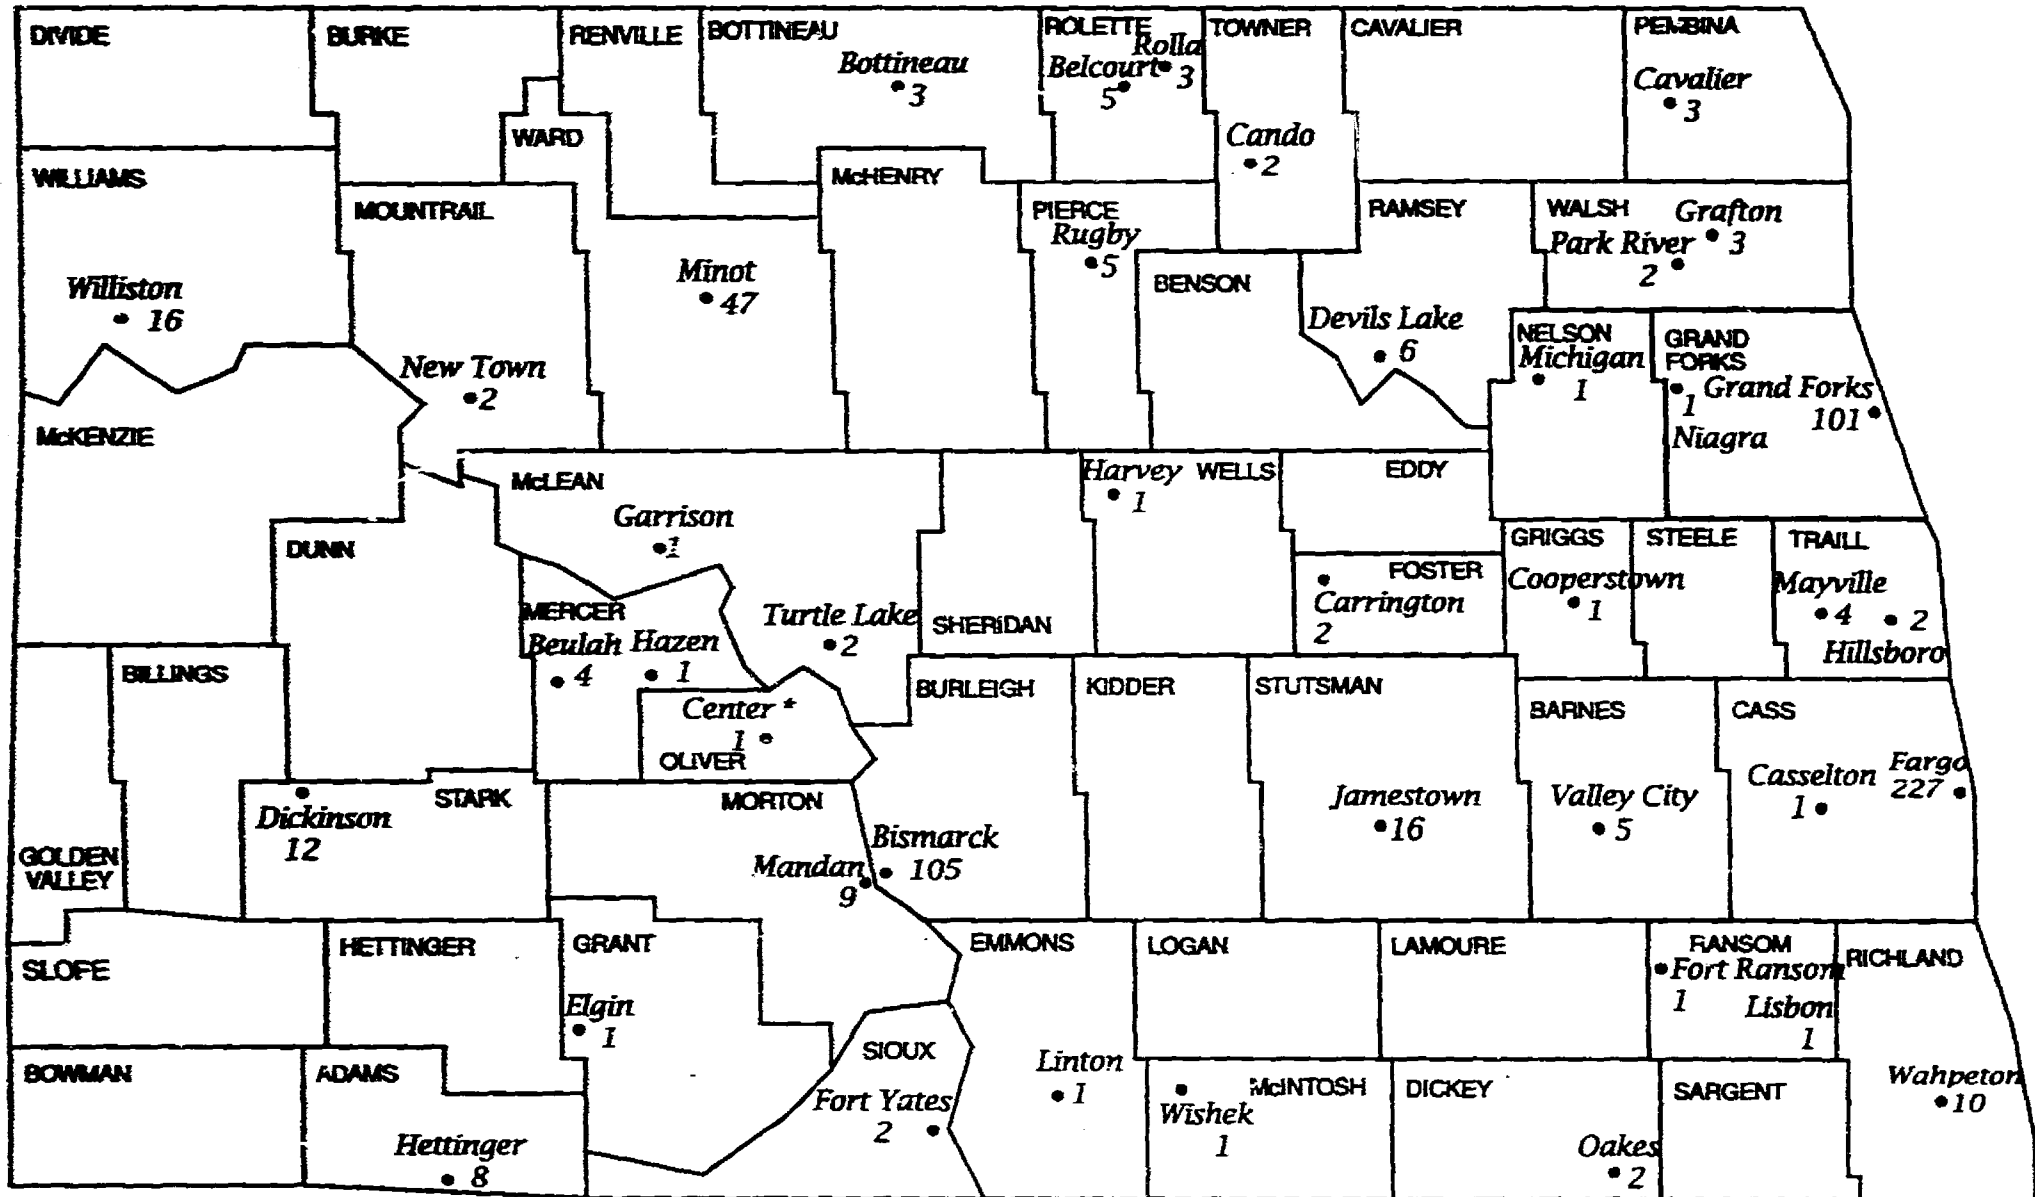 DIVIDE
BURKE
RENVILLE
BOTTINEAU
Bottineau
3
ROLETTE
Rolla
3
Belcourt
5
TOWNER
Cando
2
CAVALIER
PEMBINA
Cavalier
3
WARD
WILLIAMS
Williston
16
MOUNTRAIL
New Town
2
Minot
47
McHENRY
PIERCE
Rugby
5
BENSON
RAMSEY
Devils Lake
6
WALSH
Grafton
3
Park River
2
NELSON
Michigan
1
GRAND
FORKS
1
Niagra
Grand Forks
101
McKENZIE
McLEAN
Garrison
1
Turtle Lake
2
DUNN
MERCER
Beulah
4
Hazen
1
SHERIDAN
Harvey
1
WELLS
EDDY
FOSTER
Carrington
2
GRIGGS
Cooperstown
1
STEELE
TRAILL
Mayville
4
2
Hillsboro
BILLINGS
GOLDEN
VALLEY
Center *
1
OLIVER
BURLEIGH
KIDDER
STUTSMAN
Jamestown
16
BARNES
Valley City
5
CASS
Casselton
1
Fargo
227
STARK
Dickinson
12
MORTON
Mandan
9
Bismarck
105
SLOPE
HETTINGER
GRANT
Elgin
1
EMMONS
Linton
1
LOGAN
LAMOURE
RANSOM
Fort Ransom
1
Lisbon
1
RICHLAND
Wahpeton
10
BOWMAN
ADAMS
Hettinger
8
SIOUX
Fort Yates
2
McINTOSH
Wishek
1
DICKEY
Oakes
2
SARGENT